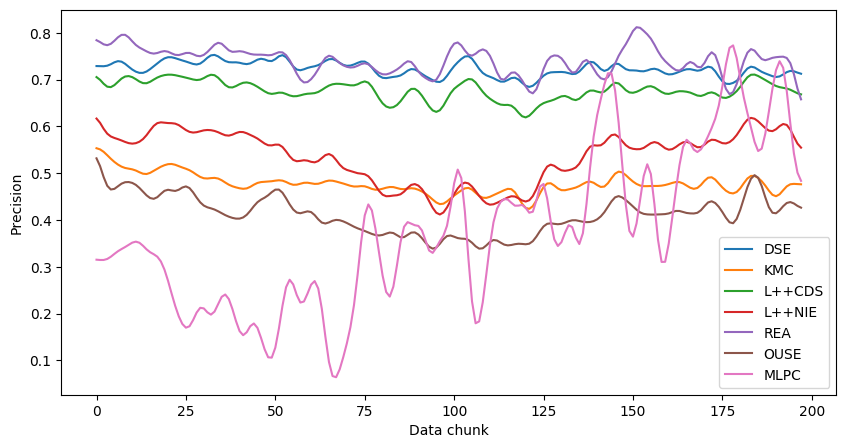 0.8
0.7
0.6
0.5
0.4
0.3
0.2
0.1
Precision
0
25
50
75
100
125
150
175
200
Data chunk
DSE
KMC
L++CDS
L++NIE
REA
OUSE
MLPC